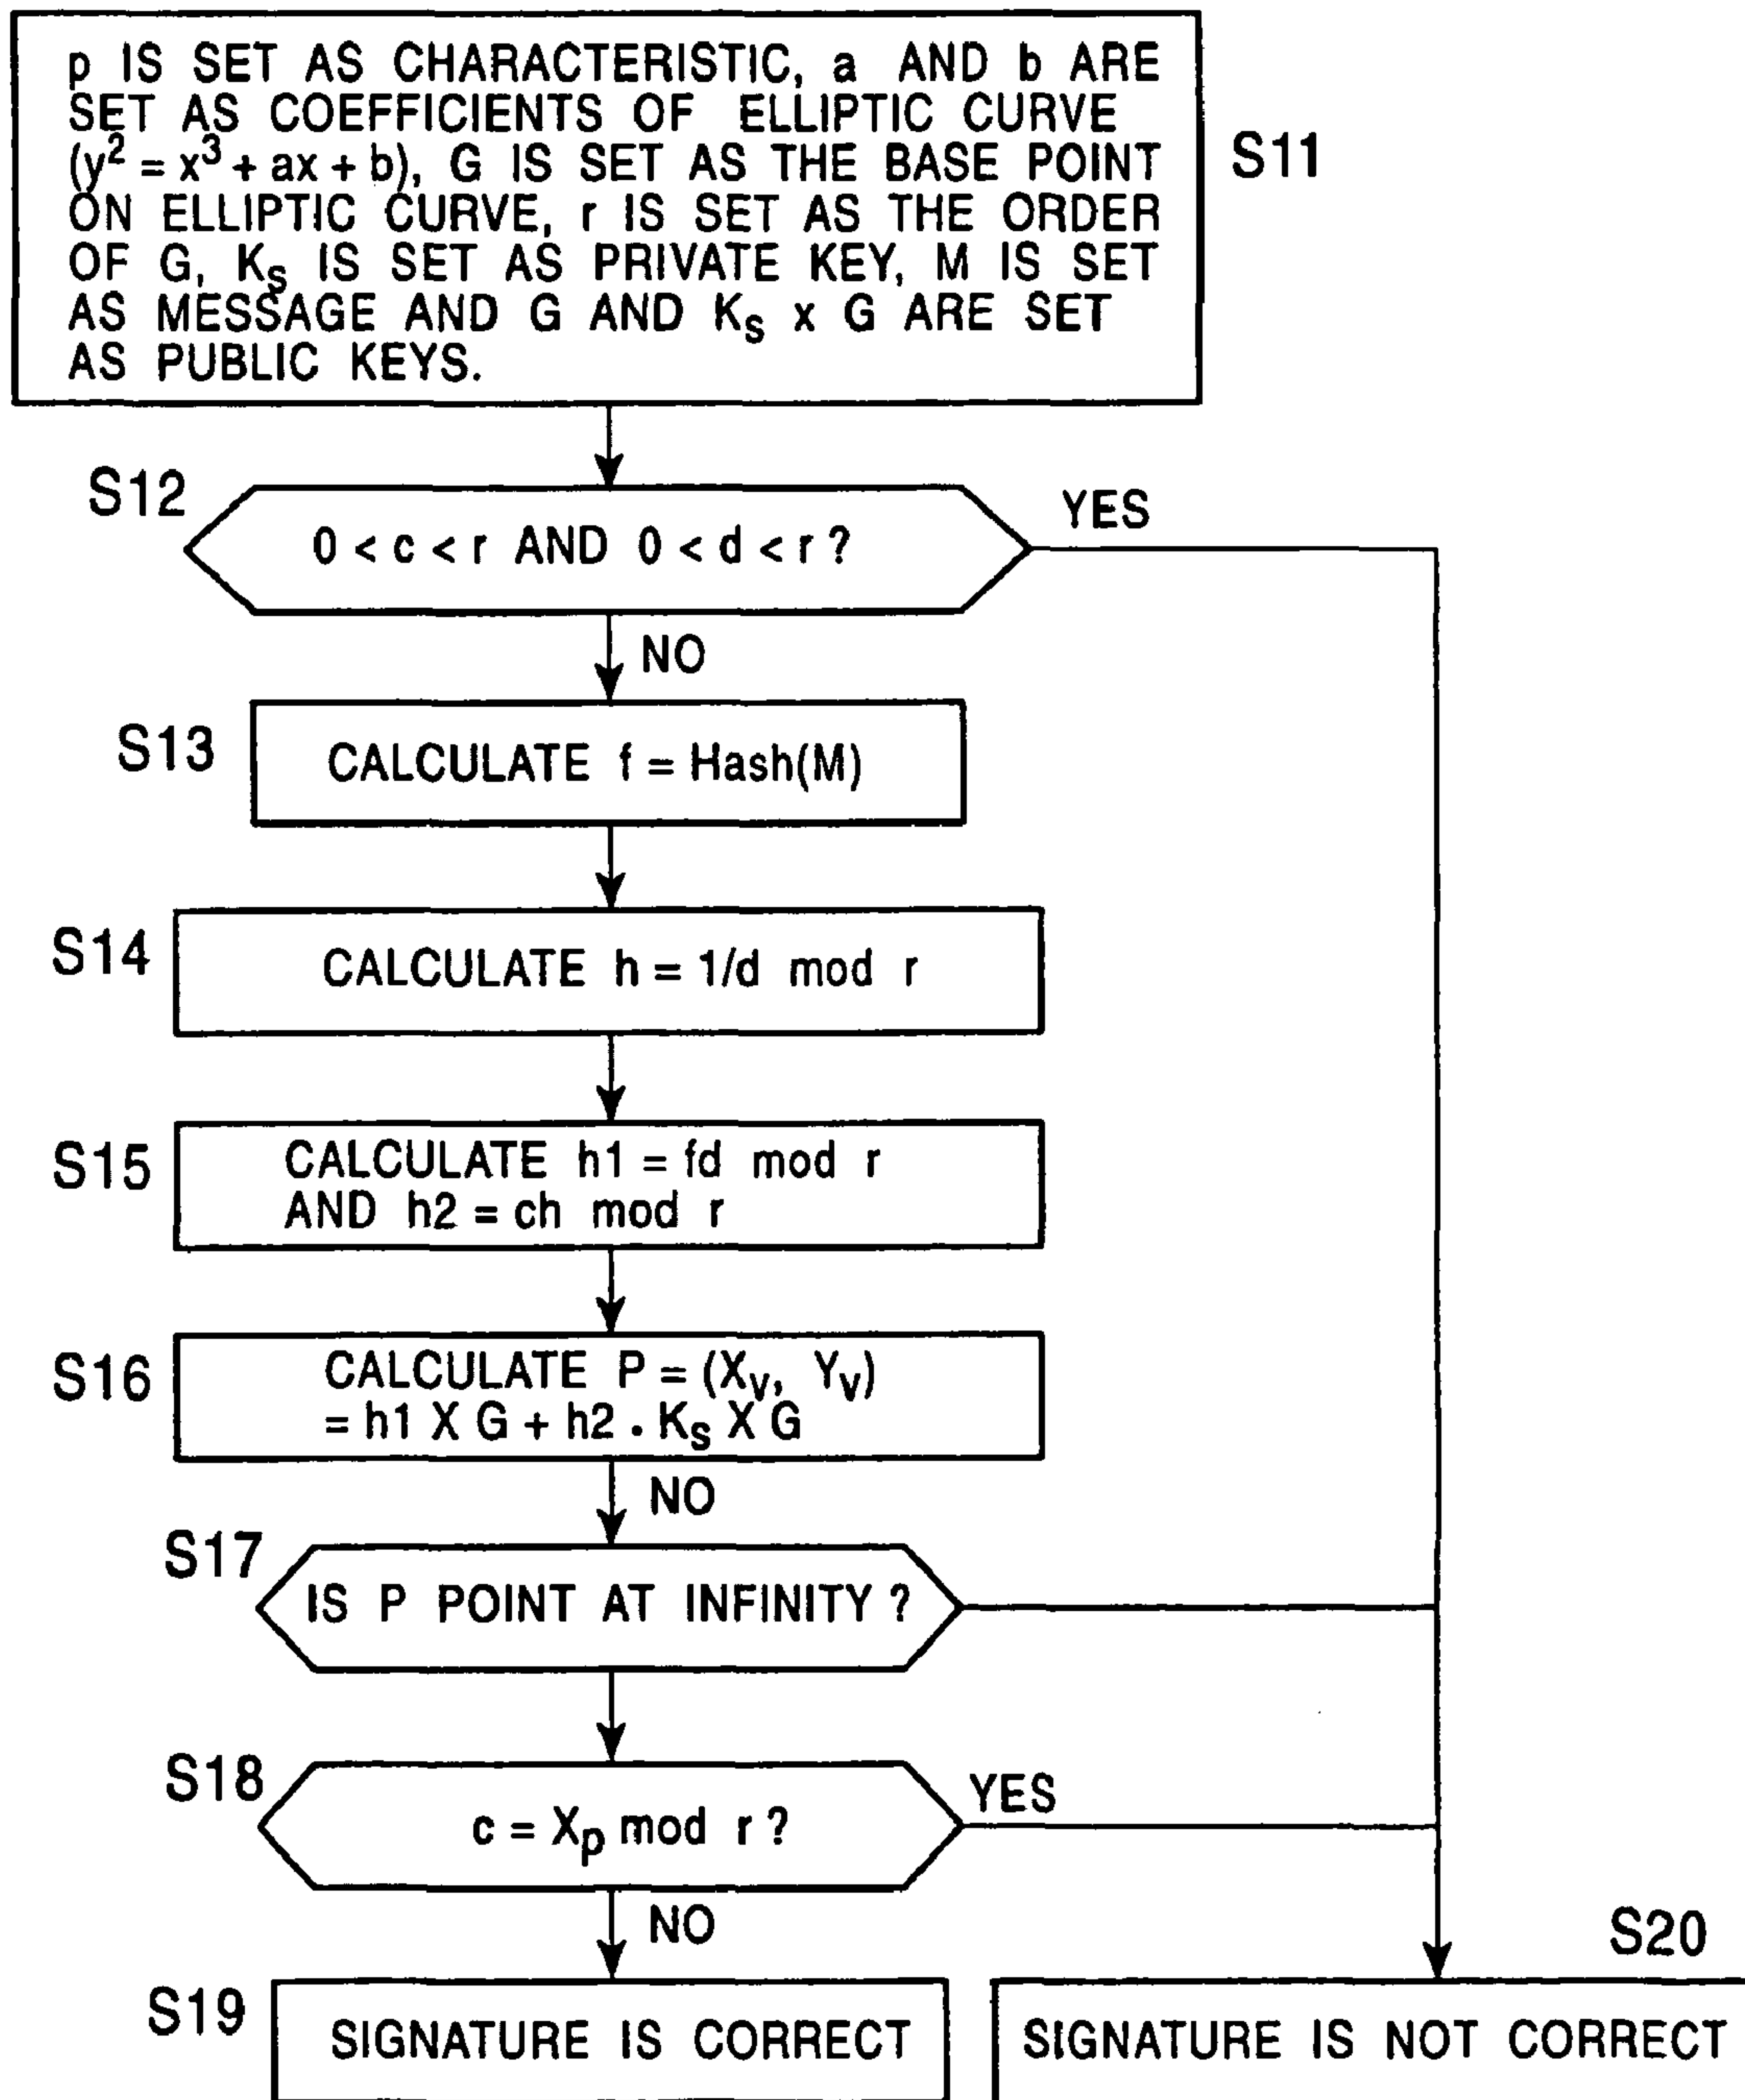 p IS SET AS CHARACTERISTIC, a AND b ARE
SET AS COEFFICIENTS OF ELLIPTIC CURVE
(y² = x³ + ax + b), G IS SET AS THE BASE POINT
ON ELLIPTIC CURVE, r IS SET AS THE ORDER
OF G, Kₛ IS SET AS PRIVATE KEY, M IS SET
AS MESSAGE AND G AND Kₛ x G ARE SET
AS PUBLIC KEYS.
S11
S12
0 < c < r AND 0 < d < r ?
YES
NO
S13
CALCULATE f = Hash(M)
S14
CALCULATE h = 1/d mod r
S15
CALCULATE h1 = fd mod r
AND h2 = ch mod r
S16
CALCULATE P = (Xᵥ, Yᵥ)
= h1 X G + h2 · Kₛ X G
NO
S17
IS P POINT AT INFINITY ?
S18
c = Xₚ mod r ?
YES
NO
S19
SIGNATURE IS CORRECT
S20
SIGNATURE IS NOT CORRECT